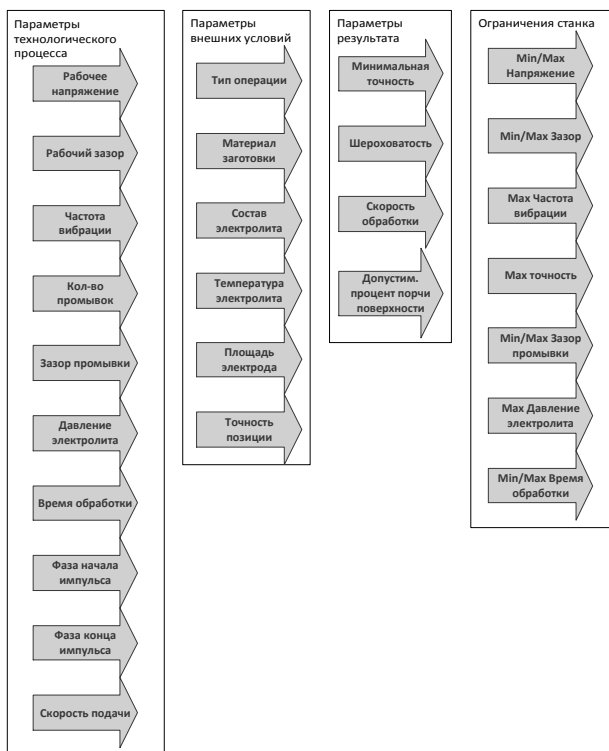 Параметры
технологического
процесса
Рабочее
напряжение
Рабочий зазор
Частота
вибрации
Кол-во
промывок
Зазор промывки
Давление
электролита
Время обработки
Фаза начала
импульса
Фаза конца
импульса
Скорость подачи
Параметры
внешних условий
Тип операции
Материал
заготовки
Состав
электролита
Температура
электролита
Площадь
электрода
Точность
позиции
Параметры
результата
Минимальная
точность
Шероховатость
Скорость
обработки
Допустим.
процент порчи
поверхности
Ограничения станка
Min/Max
Напряжение
Min/Max Зазор
Max Частота
вибрации
Max точность
Min/Max Зазор
промывки
Max Давление
электролита
Min/Max Время
обработки